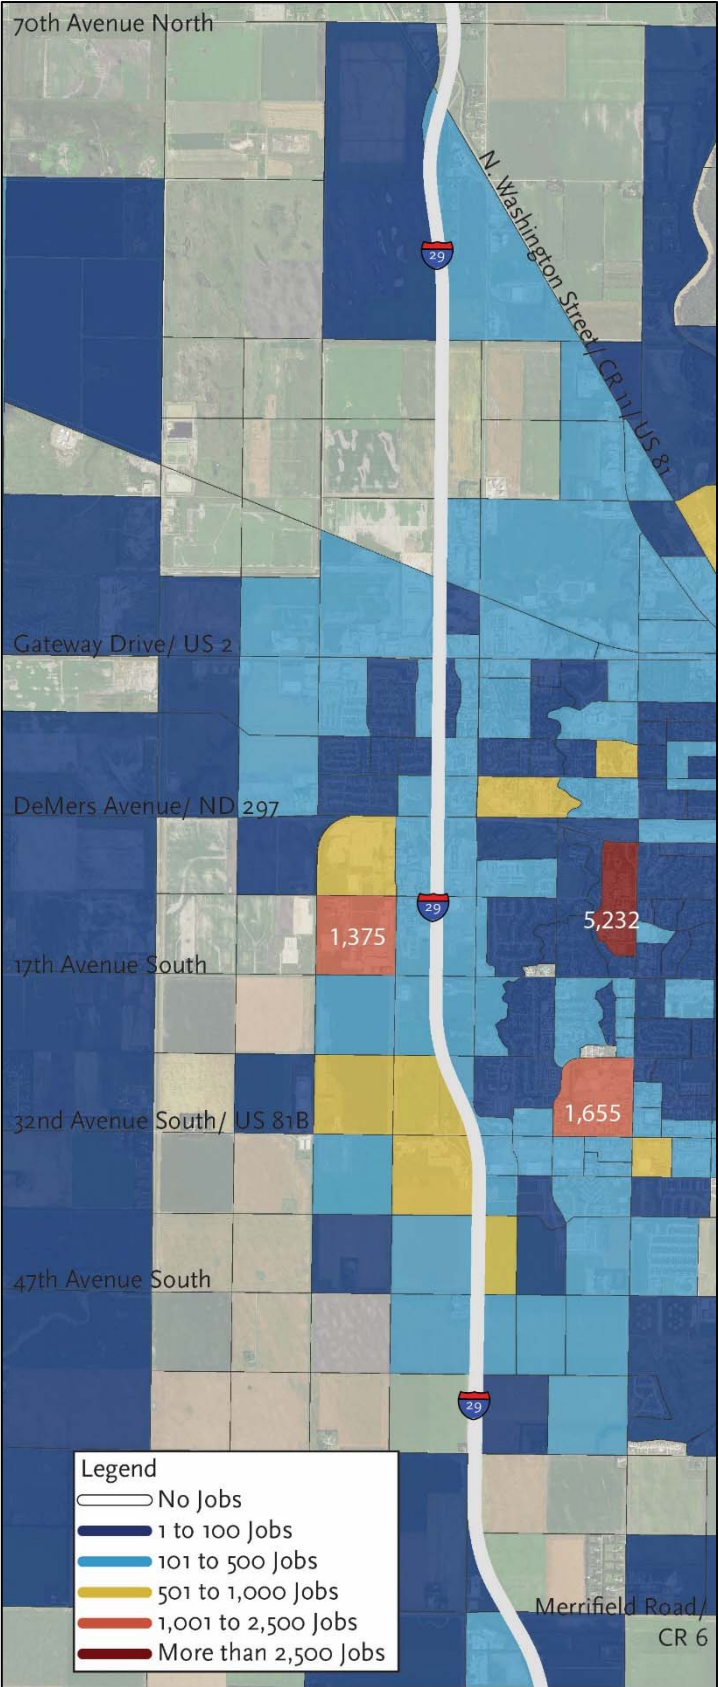 70th Avenue North
N. Washington Street/ CR 11/ US 81
29
Gateway Drive/ US 2
DeMers Avenue/ ND 297
29
5,232
1,375
17th Avenue South
1,655
32nd Avenue South/ US 81B
47th Avenue South
29
Legend
No Jobs
1 to 100 Jobs
101 to 500 Jobs
501 to 1,000 Jobs
1,001 to 2,500 Jobs
More than 2,500 Jobs
Merrifield Road/
CR 6